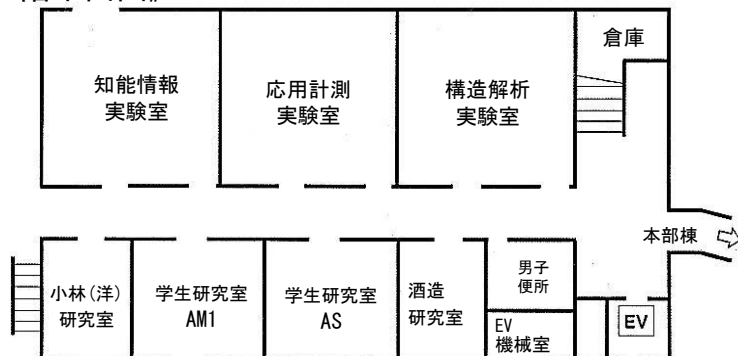 倉庫
知能情報
実験室
応用計測
実験室
構造解析
実験室
本部棟
小林(洋)
研究室
学生研究室
AM1
学生研究室
AS
酒造
研究室
男子
便所
EV
機械室
EV